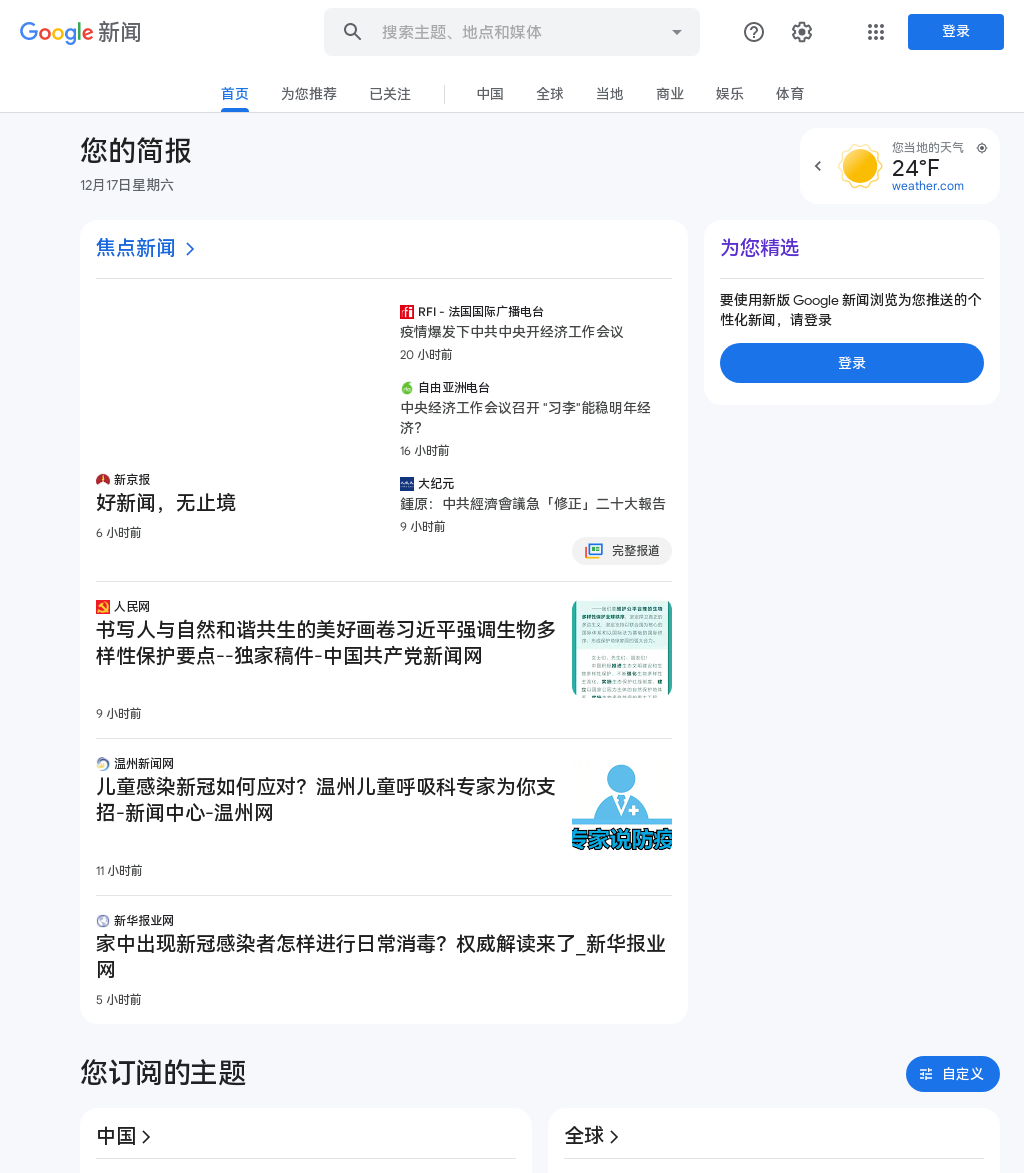 Google 新闻
搜索主题、地点和媒体
登录
首页
为您推荐
已关注
中国
全球
当地
商业
娱乐
体育
您的简报
12月17日星期六
您当地的天气
24°F
weather.com
焦点新闻
新京报
好新闻，无止境
6 小时前
RFI - 法国国际广播电台
疫情爆发下中共中央开经济工作会议
20 小时前
自由亚洲电台
中央经济工作会议召开 "习李"能稳明年经
济？
16 小时前
大纪元
鍾原：中共經濟會議急「修正」二十大報告
9 小时前
完整报道
人民网
书写人与自然和谐共生的美好画卷习近平强调生物多
样性保护要点--独家稿件-中国共产党新闻网
9 小时前
温州新闻网
儿童感染新冠如何应对？温州儿童呼吸科专家为你支
招-新闻中心-温州网
11 小时前
专家说防疫
新华报业网
家中出现新冠感染者怎样进行日常消毒？权威解读来了_新华报业
网
5 小时前
为您精选
要使用新版 Google 新闻浏览为您推送的个
性化新闻，请登录
登录
您订阅的主题
自定义
中国
全球